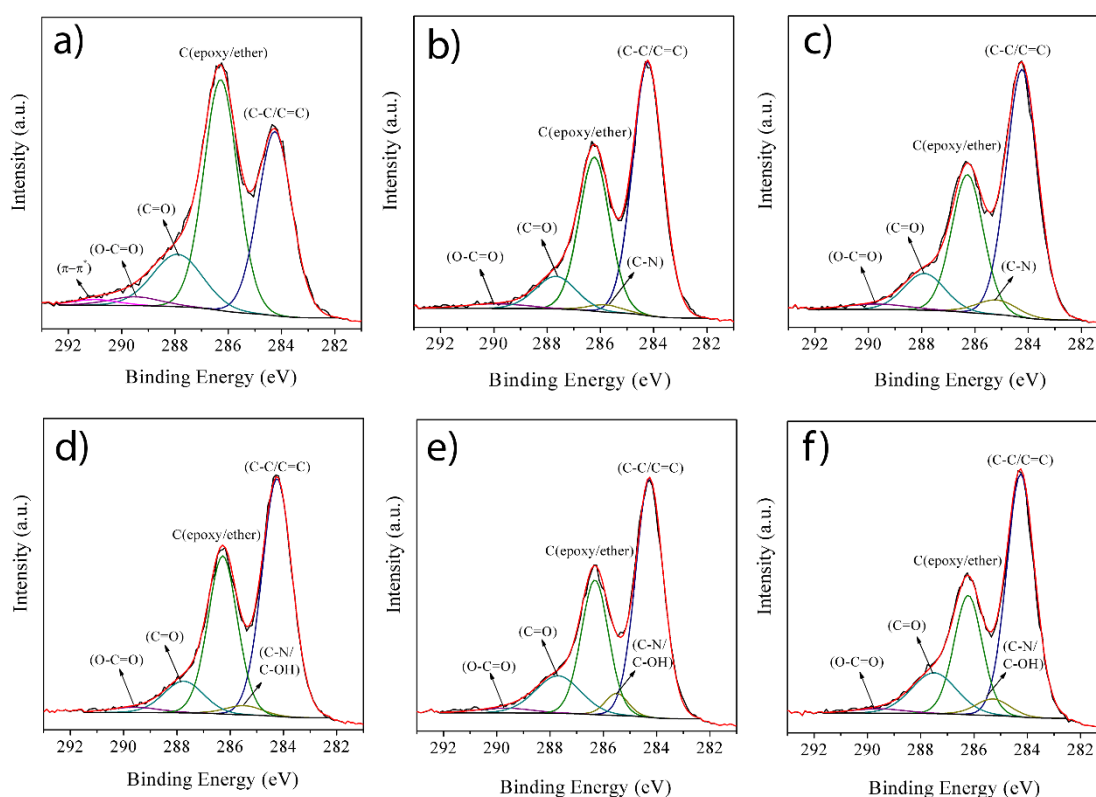 a)
C(epoxy/ether)
(C-C/C=C)
(C=O)
(O-C=O)
(π-π*)
Intensity (a.u.)
292 290 288 286 284 282
Binding Energy (eV)
b)
(C-C/C=C)
C(epoxy/ether)
(C=O)
(O-C=O)
(C-N)
Intensity (a.u.)
292 290 288 286 284 282
Binding Energy (eV)
c)
(C-C/C=C)
C(epoxy/ether)
(C=O)
(O-C=O)
(C-N)
Intensity (a.u.)
292 290 288 286 284 282
Binding Energy (eV)
d)
(C-C/C=C)
C(epoxy/ether)
(C=O)
(O-C=O)
(C-N/
C-OH)
Intensity (a.u.)
292 290 288 286 284 282
Binding Energy (eV)
e)
(C-C/C=C)
C(epoxy/ether)
(C=O)
(O-C=O)
(C-N/
C-OH)
Intensity (a.u.)
292 290 288 286 284 282
Binding Energy (eV)
f)
(C-C/C=C)
C(epoxy/ether)
(C=O)
(O-C=O)
(C-N/
C-OH)
Intensity (a.u.)
292 290 288 286 284 282
Binding Energy (eV)